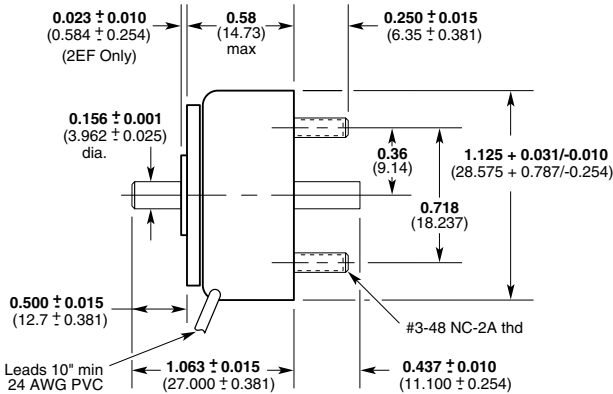 0.023 ± 0.010
(0.584 ± 0.254)
(2EF Only)
0.58
(14.73)
max
0.250 ± 0.015
(6.35 ± 0.381)
0.156 ± 0.001
(3.962 ± 0.025)
dia.
0.36
(9.14)
1.125 + 0.031/-0.010
(28.575 + 0.787/-0.254)
0.718
(18.237)
0.500 ± 0.015
(12.7 ± 0.381)
#3-48 NC-2A thd
Leads 10" min
24 AWG PVC
1.063 ± 0.015
(27.000 ± 0.381)
0.437 ± 0.010
(11.100 ± 0.254)